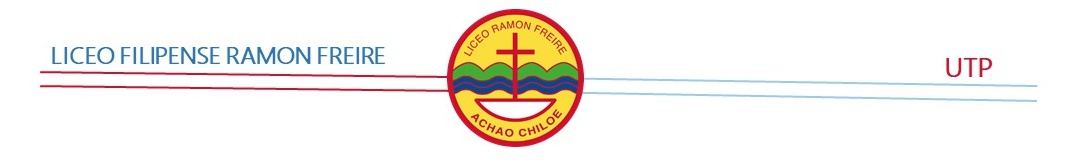 LICEO FILIPENSE RAMON FREIRE
LICEO RAMON FREIRE
ACHAO CHILOE
UTP